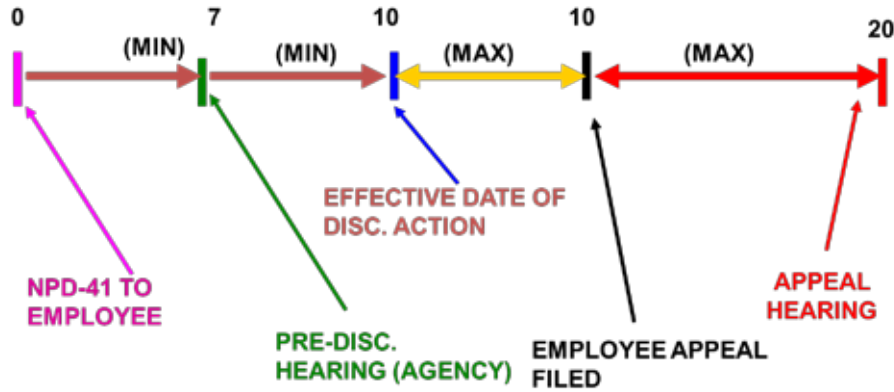 0 7 10 10 20
(MIN) (MIN) (MAX) (MAX)
EFFECTIVE DATE OF
DISC. ACTION
NPD-41 TO
EMPLOYEE
PRE-DISC.
HEARING (AGENCY)
EMPLOYEE APPEAL
FILED
APPEAL
HEARING